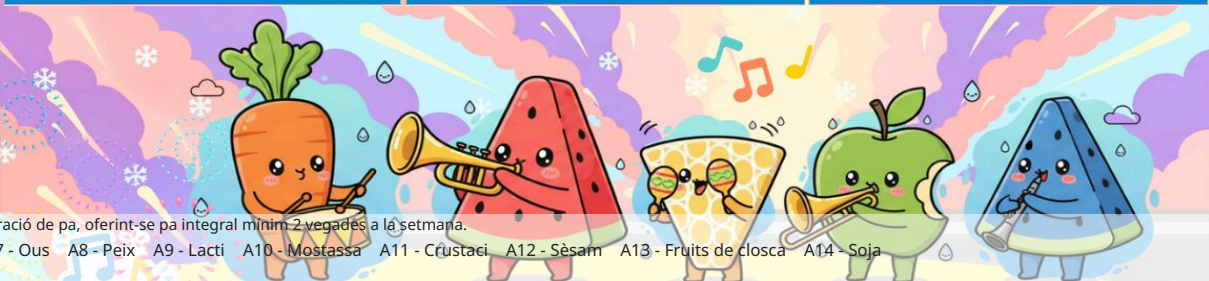 ració de pa, oferint-se pa integral mínim 2 vegades a la setmana.
7 - Ous A8 - Peix A9 - Lacti A10 - Mostassa A11 - Crustaci A12 - Sèsam A13 - Fruits de closca A14 - Soja